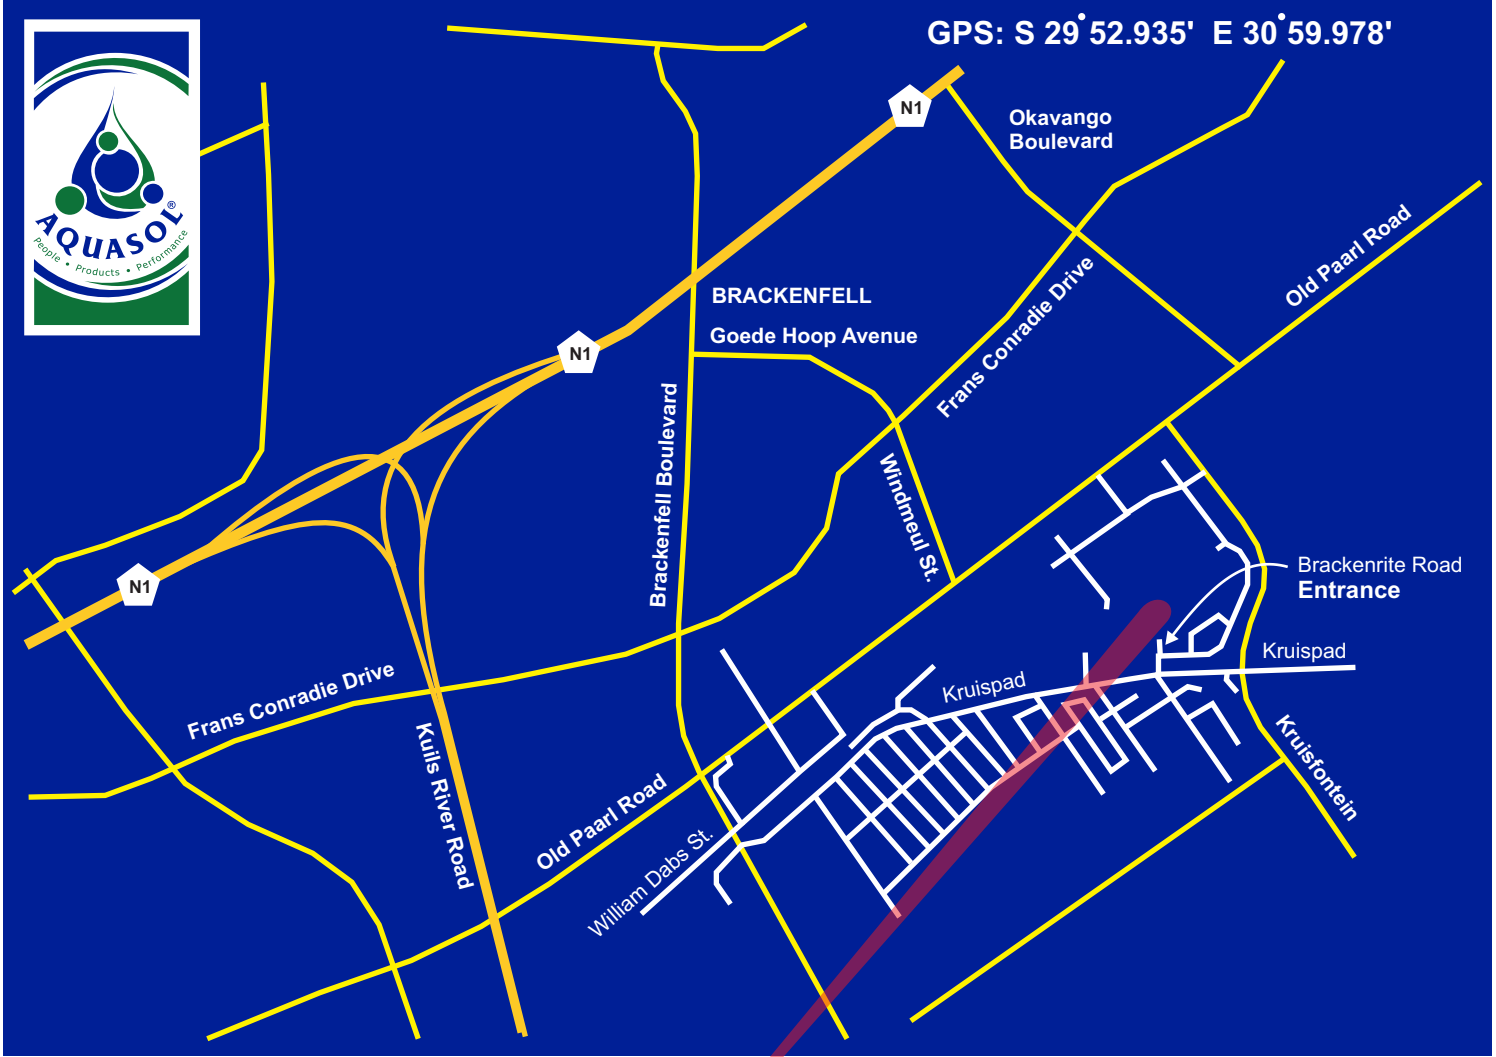 GPS: S 29° 52.935' E 30° 59.978'
AQUASOL®
People • Products • Performance
N1
Okavango
Boulevard
Old Paarl Road
Frans Conradie Drive
BRACKENFELL
Goede Hoop Avenue
N1
Brackenfell Boulevard
Windmeul St.
N1
Brackenrite Road
Entrance
Kruispad
Kruispad
Frans Conradie Drive
Kuils River Road
Kruisfontein
Old Paarl Road
William Dabs St.